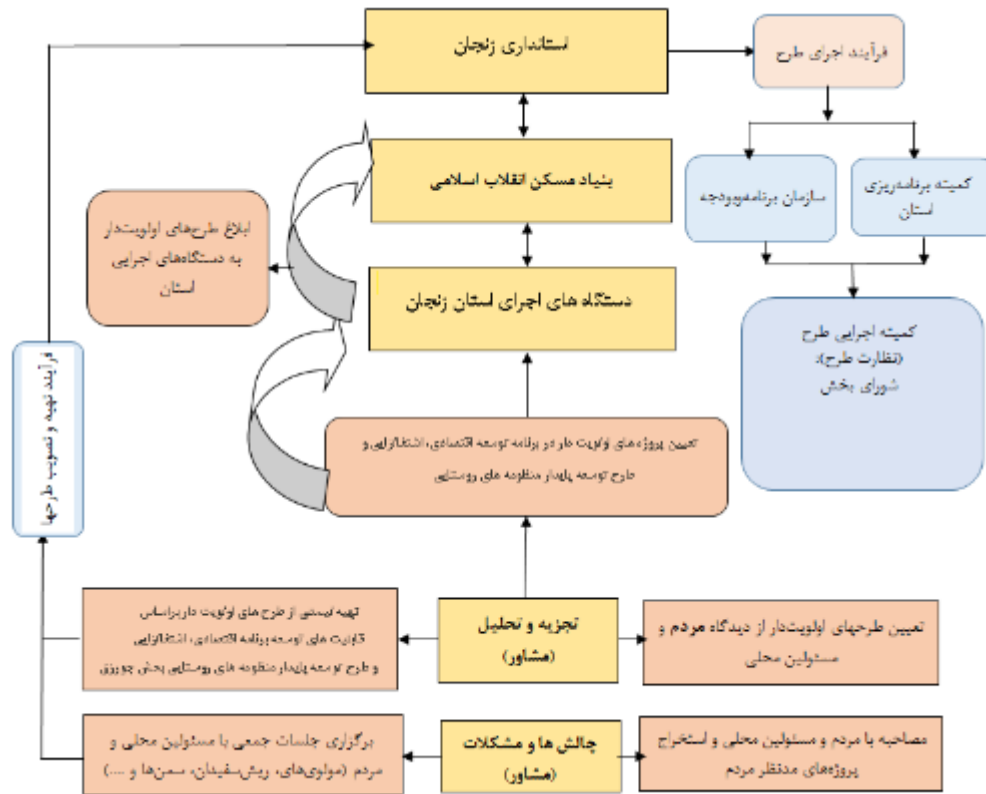 استانداری زنجان
فرآیند اجرای طرح
بنیاد مسکن انقلاب اسلامی
سازمان برنامه‌وبودجه
کمیته برنامه‌ریزی
استان
ابلاغ طرح‌های اولویت‌دار
به دستگاه‌های اجرایی
استان
دستگاه های اجرای استان زنجان
کمیته اجرایی طرح
(نظارت طرح):
شورای بخش
فرآیند تهیه و تصویب طرحها
تعیین پروژه های اولویت دار در برنامه توسعه اقتصادی، اشتغالزایی و
طرح توسعه پایدار منظومه های روستایی
تعیین طرحهای اولویت‌دار از دیدگاه مردم و
مسئولین محلی
تجزیه و تحلیل
(مشاور)
تهیه لیستی از طرح های اولویت دار براساس
قابلیت های توسعه برنامه اقتصادی، اشتغالزایی
و طرح توسعه پایدار منظومه های روستایی بخش چورزق
مصاحبه با مردم و مسئولین محلی و استخراج
پروژه‌های مدنظر مردم
چالش ها و مشکلات
(مشاور)
برگزاری جلسات جمعی با مسئولین محلی و
مردم (مولوی‌های، ریش‌سفیدان، سمن‌ها و ....)